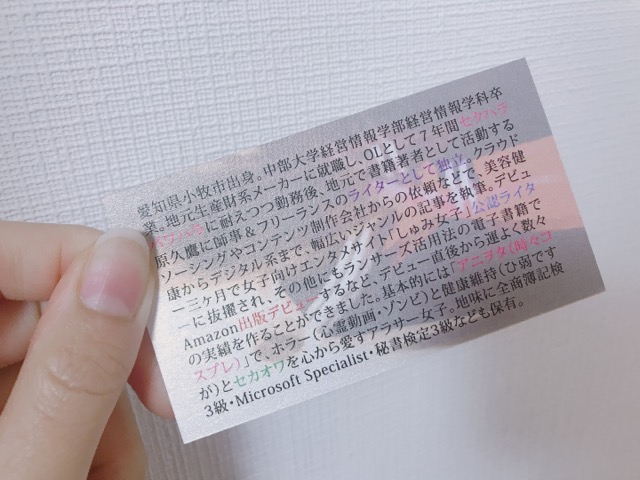 愛知県小牧市出身。中部大学経営情報学部経営情報学科卒
業。地元生産財系メーカーに就職し、OLとして7年間セクハラ
パワハラに耐えつつ勤務後、地元で書籍著者として活動する
原久鷹に師事&フリーランスのライターとして独立。クラウド
ソーシングやコンテンツ制作会社からの依頼などで、美容健
康からデジタル系まで、幅広いジャンルの記事を執筆。デビュ
ー三ヶ月で女子向けエンタメサイト「しゅみ女子」公認ライタ
ーに抜擢され、その他にもランサーズ活用法の電子書籍で
Amazon出版デビューするなど、デビュー直後から運よく数々
の実績を作ることができました。基本的には「アニヲタ（時々コ
スプレ）」で、ホラー（心霊動画・ゾンビ）と健康維持（ひ弱です
が）とセカオワを心から愛すアラサー女子。地味に全商簿記検
3級・Microsoft Specialist・秘書検定3級なども保有。